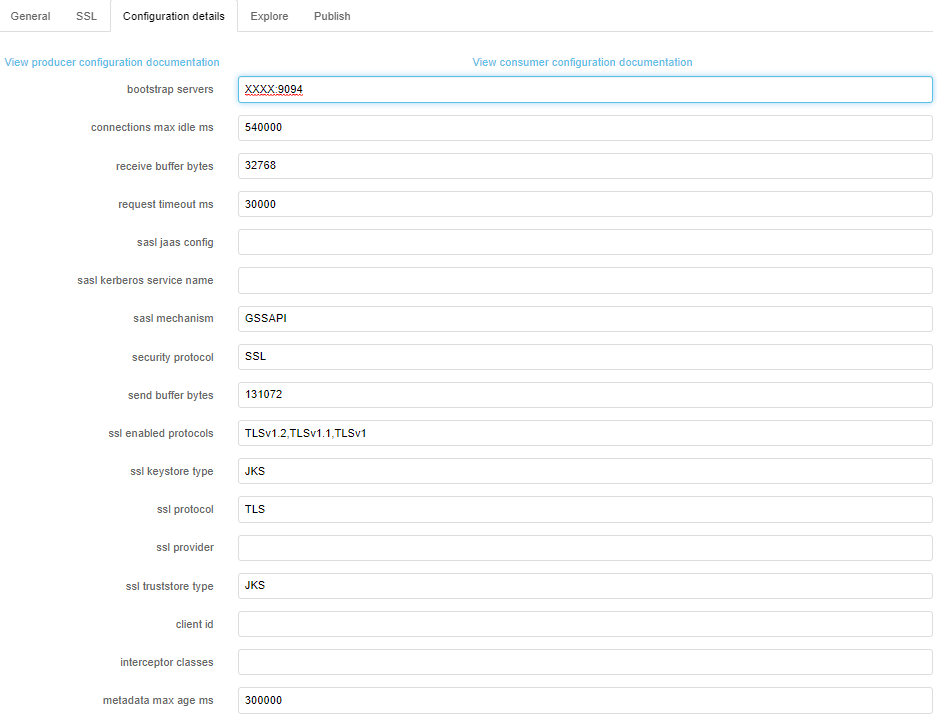 General SSL Configuration details Explore Publish
View producer configuration documentation View consumer configuration documentation
bootstrap servers XXXX:9094
connections max idle ms 540000
receive buffer bytes 32768
request timeout ms 30000
sasl jaas config
sasl kerberos service name
sasl mechanism GSSAPI
security protocol SSL
send buffer bytes 131072
ssl enabled protocols TLSv1.2,TLSv1.1,TLSv1
ssl keystore type JKS
ssl protocol TLS
ssl provider
ssl truststore type JKS
client id
interceptor classes
metadata max age ms 300000